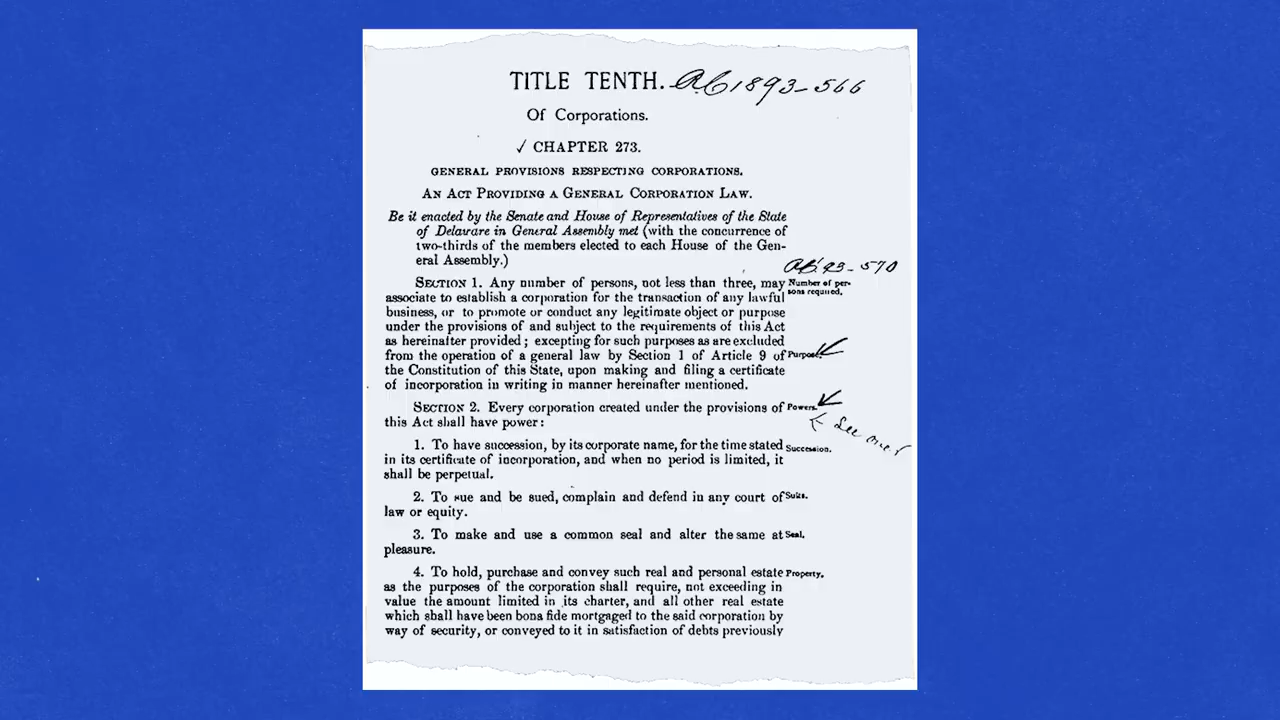 TITLE TENTH. 1893-566
Of Corporations.
✓ CHAPTER 273.
GENERAL PROVISIONS RESPECTING CORPORATIONS.
AN ACT PROVIDING A GENERAL CORPORATION LAW.
Be it enacted by the Senate and House of Representatives of the State
of Delaware in General Assembly met (with the concurrence of
two-thirds of the members elected to each House of the Gen-
eral Assembly.)
93-570
SECTION 1. Any number of persons, not less than three, may
Number of per-
sons required.
associate to establish a corporation for the transaction of any lawful
business, or to promote or conduct any legitimate object or purpose
under the provisions of and subject to the requirements of this Act
as hereinafter provided; excepting for such purposes as are excluded
from the operation of a general law by Section 1 of Article 9 of
Purpose.
the Constitution of this State, upon making and filing a certificate
of incorporation in writing in manner hereinafter mentioned.
SECTION 2. Every corporation created under the provisions of
Powers.
this Act shall have power:
See
1. To have succession, by its corporate name, for the time stated
Succession.
in its certificate of incorporation, and when no period is limited, it
shall be perpetual.
2. To sue and be sued, complain and defend in any court of
Suits.
law or equity.
3. To make and use a common seal and alter the same at
Seal.
pleasure.
4. To hold, purchase and convey such real and personal estate
Property.
as the purposes of the corporation shall require, not exceeding in
value the amount limited in its charter, and all other real estate
which shall have been bona fide mortgaged to the said corporation by
way of security, or conveyed to it in satisfaction of debts previously